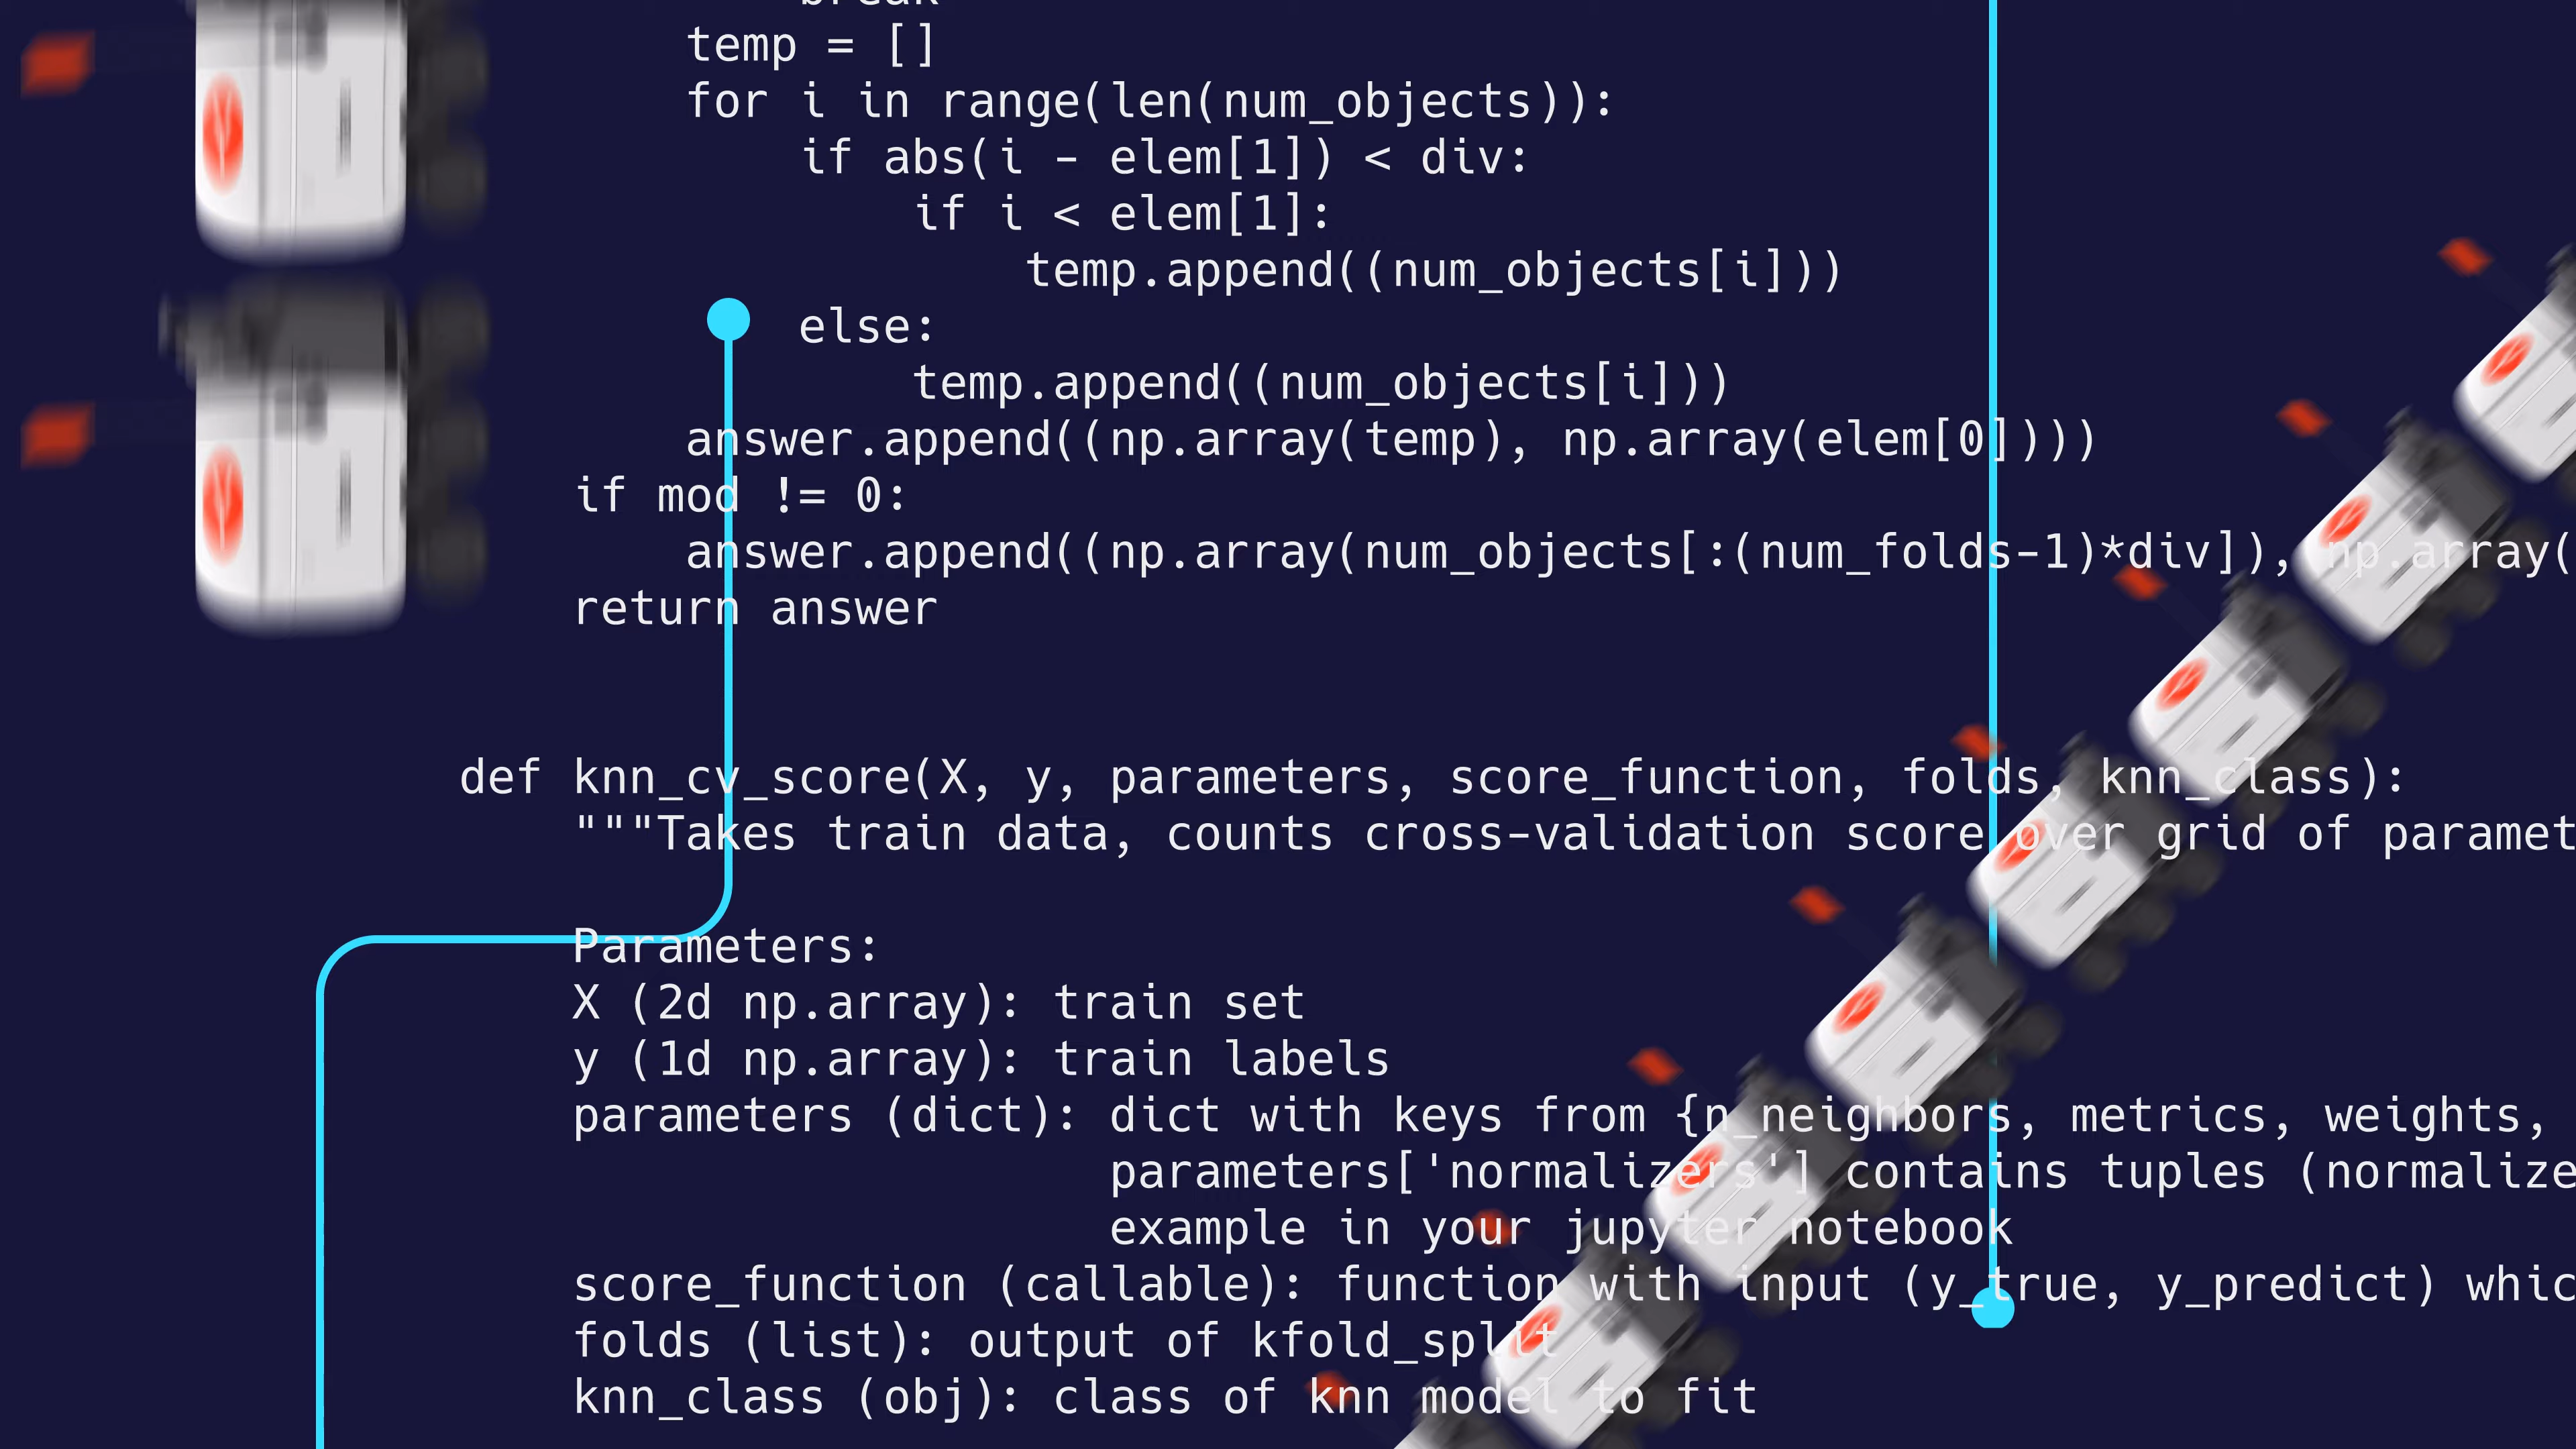 break
temp = []
for i in range(len(num_objects)):
if abs(i - elem[1]) < div:
if i < elem[1]:
temp.append((num_objects[i]))
else:
temp.append((num_objects[i]))
answer.append((np.array(temp), np.array(elem[0])))
if mod != 0:
answer.append((np.array(num_objects[:(num_folds-1)*div]), np.array(
return answer
def knn_cv_score(X, y, parameters, score_function, folds, knn_class):
"""Takes train data, counts cross-validation score over grid of paramet
Parameters:
X (2d np.array): train set
y (1d np.array): train labels
parameters (dict): dict with keys from {n_neighbors, metrics, weights,
parameters['normalizers'] contains tuples (normalize
example in your jupyter notebook
score_function (callable): function with input (y_true, y_predict) whic
folds (list): output of kfold_split
knn_class (obj): class of knn model to fit